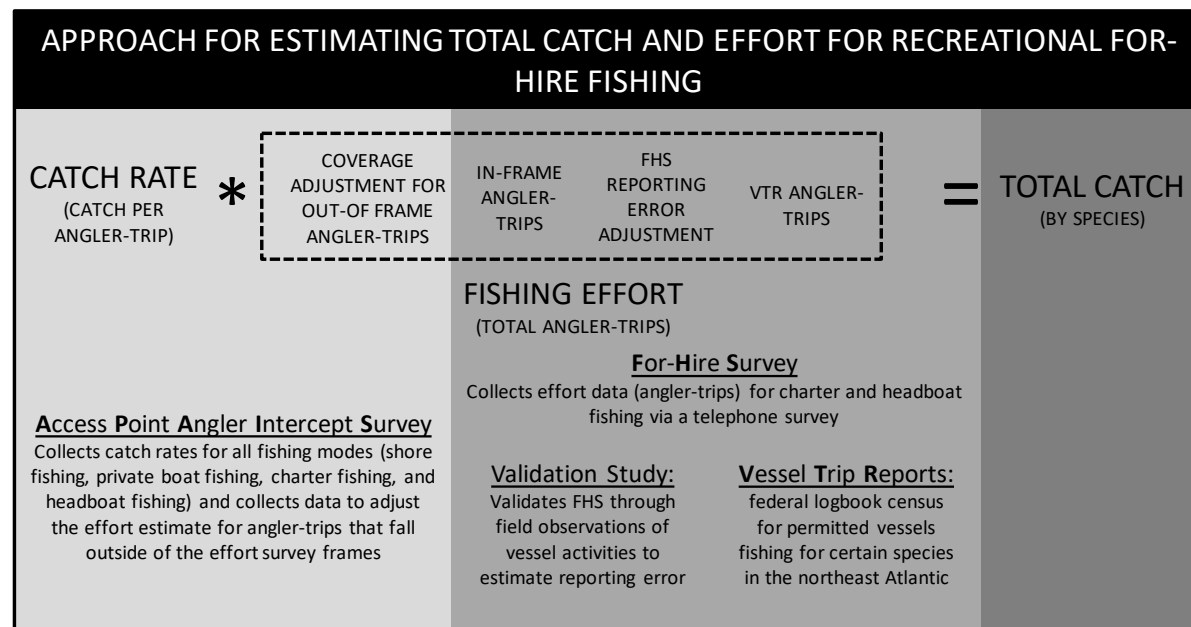 APPROACH FOR ESTIMATING TOTAL CATCH AND EFFORT FOR RECREATIONAL FOR-
HIRE FISHING
CATCH RATE
(CATCH PER
ANGLER-TRIP)
*
COVERAGE
ADJUSTMENT FOR
OUT-OF FRAME
ANGLER-TRIPS
IN-FRAME
ANGLER-
TRIPS
FHS
REPORTING
ERROR
ADJUSTMENT
VTR ANGLER-
TRIPS
=
TOTAL CATCH
(BY SPECIES)
FISHING EFFORT
(TOTAL ANGLER-TRIPS)
For-Hire Survey
Collects effort data (angler-trips) for charter and headboat
fishing via a telephone survey
Access Point Angler Intercept Survey
Collects catch rates for all fishing modes (shore
fishing, private boat fishing, charter fishing, and
headboat fishing) and collects data to adjust
the effort estimate for angler-trips that fall
outside of the effort survey frames
Validation Study:
Validates FHS through
field observations of
vessel activities to
estimate reporting error
Vessel Trip Reports:
federal logbook census
for permitted vessels
fishing for certain species
in the northeast Atlantic